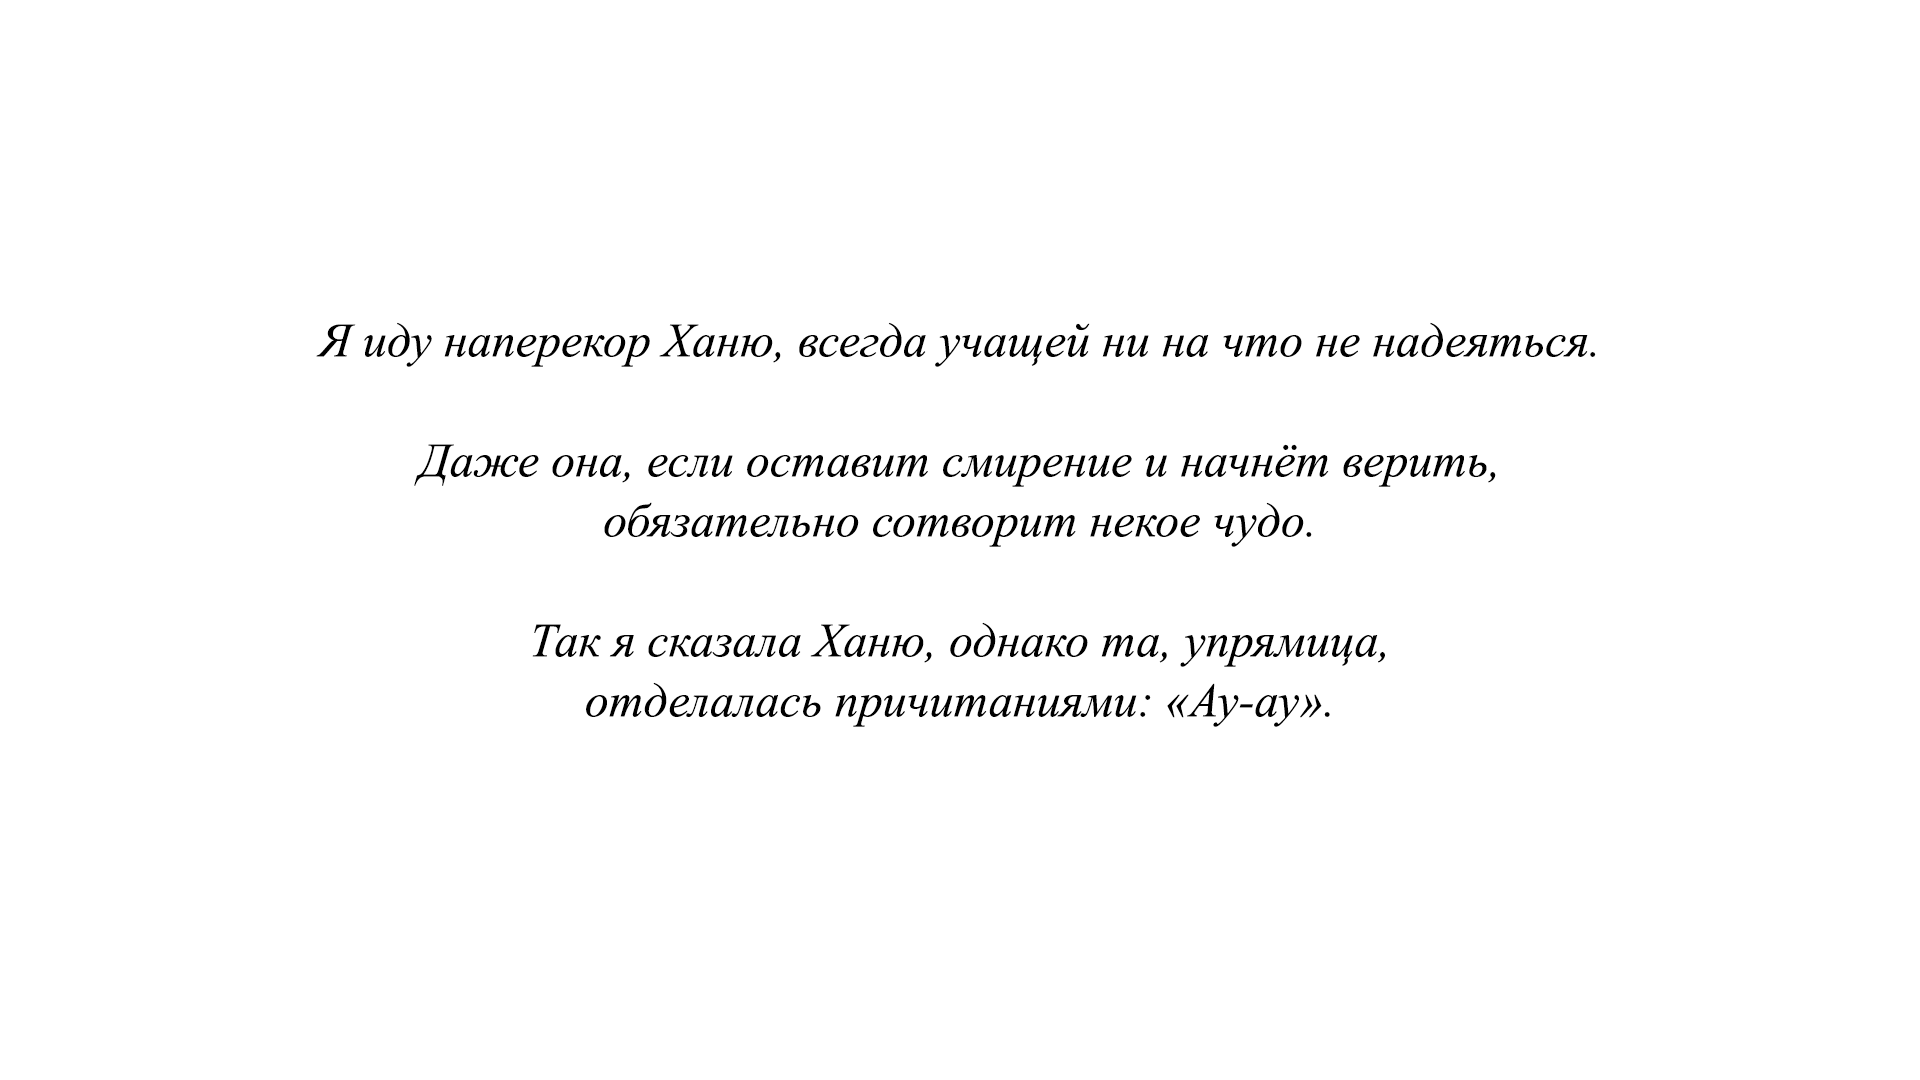 Я иду наперекор Ханю, всегда учащей ни на что не надеяться.
Даже она, если оставит смирение и начнёт верить,
обязательно сотворит некое чудо.
Так я сказала Ханю, однако та, упрямица,
отделалась причитаниями: «Ау-ау».